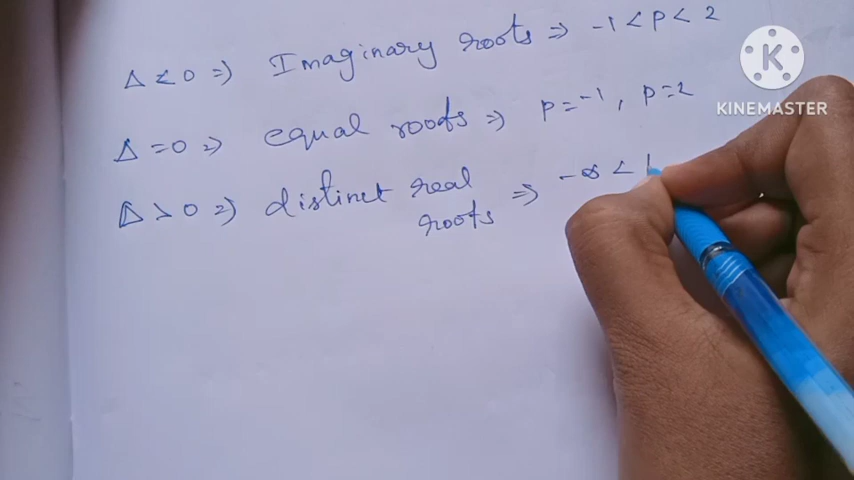 Δ < 0 ⇒ Imaginary roots ⇒ -1 < P < 2
K
KINEMASTER
Δ = 0 ⇒ equal roots ⇒ P = -1, P = 2
Δ > 0 ⇒ distinct real roots ⇒ -∞ <